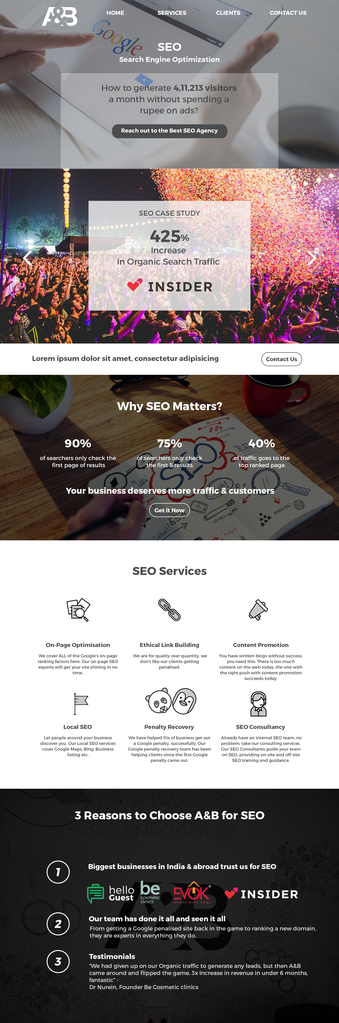 A&B
HOME
SERVICES
CLIENTS
CONTACT US
Google
SEO
Search Engine Optimization
How to generate 4,11,213 visitors
a month without spending a
rupee on ads?
Reach out to the Best SEO Agency
SEO CASE STUDY
425%
Increase
in Organic Search Traffic
INSIDER
Lorem ipsum dolor sit amet, consectetur adipisicing
Contact Us
Why SEO Matters?
90%
of searchers only check the
first page of results
75%
of searchers only check
the first 5 results.
40%
of traffic goes to the
top ranked page.
SEO
Your business deserves more traffic & customers
Get it Now
SEO Services
On-Page Optimisation
We cover ALL of the Google's on-page
ranking factors here. Our on-page SEO
experts will get your site shining in no
time.
Ethical Link Building
We are for quality over quantity, we
don't like our clients getting
penalised.
Content Promotion
You have written blogs without success,
you need this. There is too much
content on the web today, the one with
the right push with content promotion
succeeds today.
Local SEO
Let people around your business
discover you. Our Local SEO services
cover Google Maps, Bing, Business
listing etc.
Penalty Recovery
We have helped 10s of business get out
a Google penalty, successfully. Our
Google penalty recovery team has been
helping clients since the first Google
penalty came out.
SEO Consultancy
Already have an internal SEO team, no
problem, take our consulting services.
Our SEO Consultants guide your team
on SEO, providing on-site and off site
SEO training and guidance.
3 Reasons to Choose A&B for SEO
1
Biggest businesses in India & abroad trust us for SEO
hello
Guest
be
cosmetic
clinics
EVOK
INSIDER
2
Our team has done it all and seen it all
From getting a Google penalised site back in the game to ranking a new domain,
they are experts in everything they do.
3
Testimonials
"We had given up on our Organic traffic to generate any leads, but then A&B
came around and flipped the game. 3x increase in revenue in under 6 months,
fantastic" -
Dr Nurein, Founder Be Cosmetic clinics